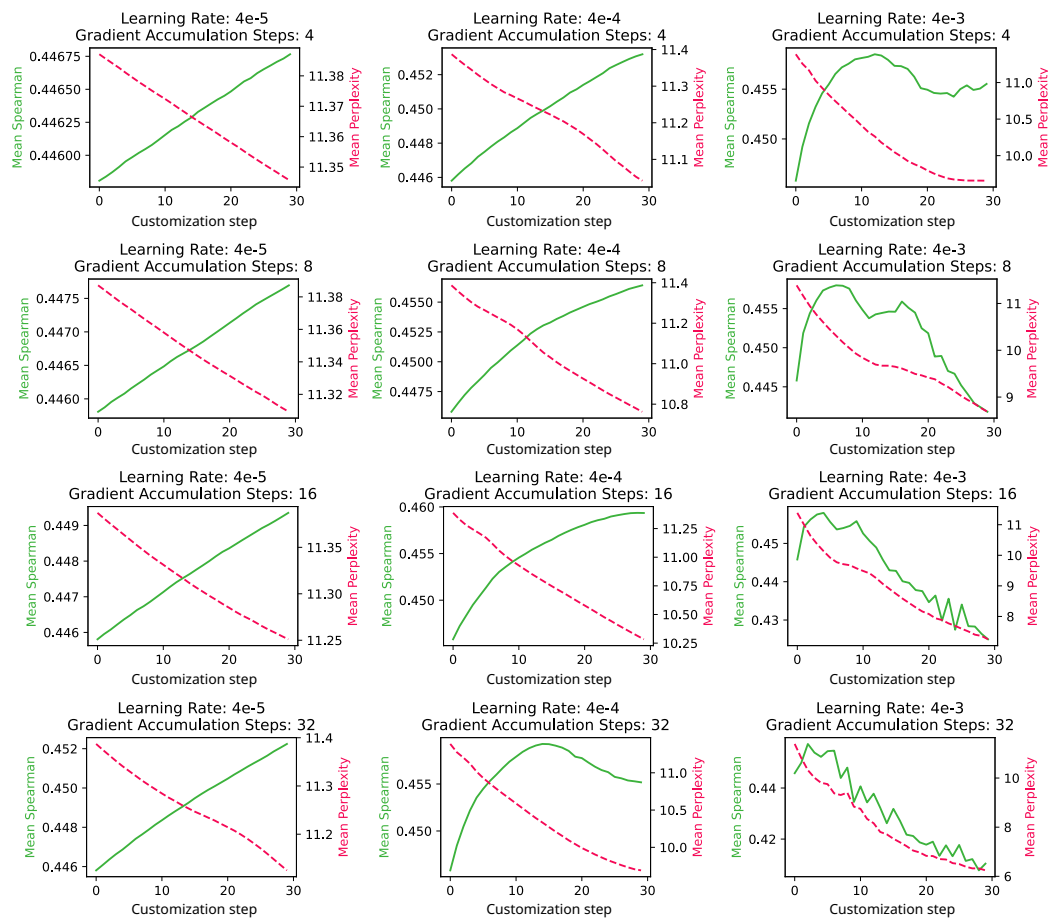 Learning Rate: 4e-5
Gradient Accumulation Steps: 4
Mean Spearman
0.44675
0.44650
0.44625
0.44600
11.38
11.37
11.36
11.35
Mean Perplexity
0 10 20 30
Customization step
Learning Rate: 4e-4
Gradient Accumulation Steps: 4
Mean Spearman
0.452
0.450
0.448
0.446
11.4
11.3
11.2
11.1
Mean Perplexity
0 10 20 30
Customization step
Learning Rate: 4e-3
Gradient Accumulation Steps: 4
Mean Spearman
0.455
0.450
11.0
10.5
10.0
Mean Perplexity
0 10 20 30
Customization step
Learning Rate: 4e-5
Gradient Accumulation Steps: 8
Mean Spearman
0.4475
0.4470
0.4465
0.4460
11.38
11.36
11.34
11.32
Mean Perplexity
0 10 20 30
Customization step
Learning Rate: 4e-4
Gradient Accumulation Steps: 8
Mean Spearman
0.4550
0.4525
0.4500
0.4475
11.4
11.2
11.0
10.8
Mean Perplexity
0 10 20 30
Customization step
Learning Rate: 4e-3
Gradient Accumulation Steps: 8
Mean Spearman
0.455
0.450
0.445
11
10
9
Mean Perplexity
0 10 20 30
Customization step
Learning Rate: 4e-5
Gradient Accumulation Steps: 16
Mean Spearman
0.449
0.448
0.447
0.446
11.35
11.30
11.25
Mean Perplexity
0 10 20 30
Customization step
Learning Rate: 4e-4
Gradient Accumulation Steps: 16
Mean Spearman
0.460
0.455
0.450
11.25
11.00
10.75
10.50
10.25
Mean Perplexity
0 10 20 30
Customization step
Learning Rate: 4e-3
Gradient Accumulation Steps: 16
Mean Spearman
0.45
0.44
0.43
11
10
9
8
Mean Perplexity
0 10 20 30
Customization step
Learning Rate: 4e-5
Gradient Accumulation Steps: 32
Mean Spearman
0.452
0.450
0.448
0.446
11.4
11.3
11.2
Mean Perplexity
0 10 20 30
Customization step
Learning Rate: 4e-4
Gradient Accumulation Steps: 32
Mean Spearman
0.455
0.450
11.0
10.5
10.0
Mean Perplexity
0 10 20 30
Customization step
Learning Rate: 4e-3
Gradient Accumulation Steps: 32
Mean Spearman
0.44
0.42
10
8
6
Mean Perplexity
0 10 20 30
Customization step